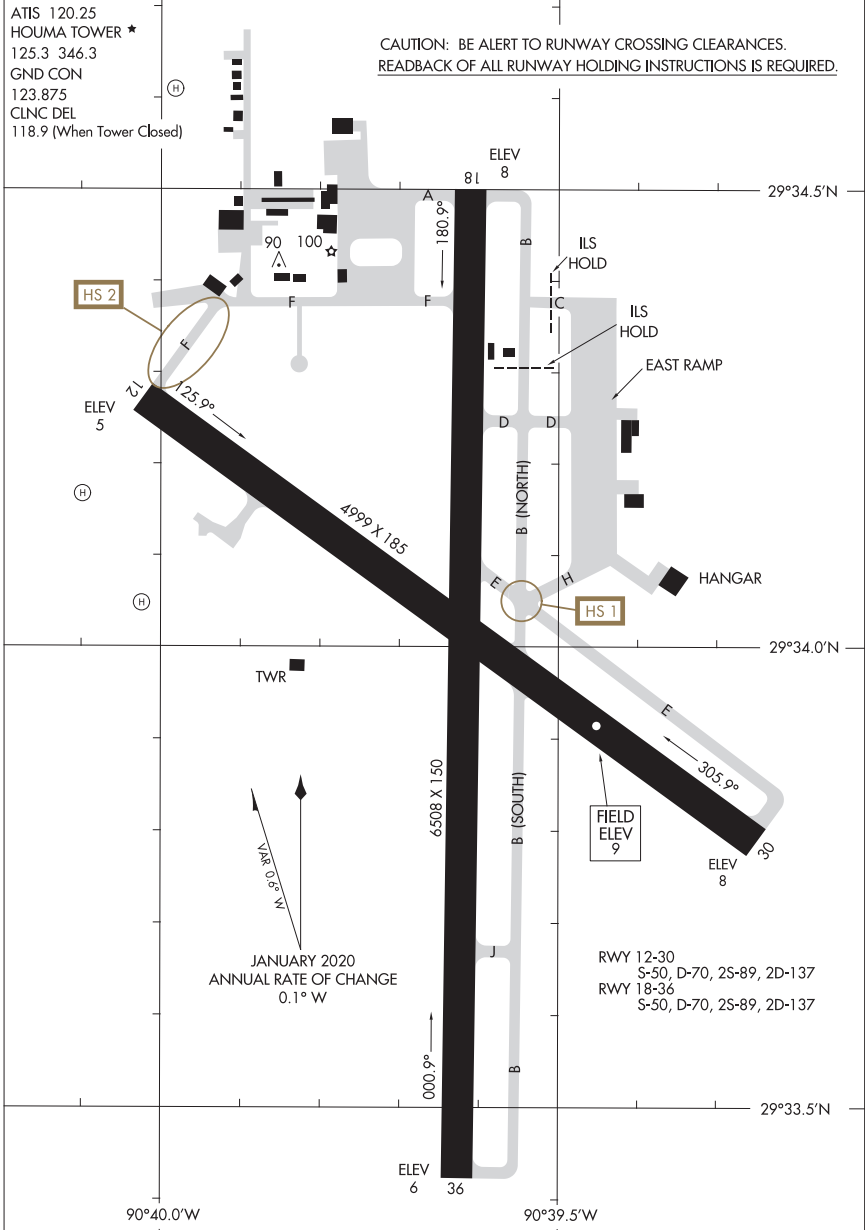 ATIS 120.25
HOUMA TOWER ★
125.3 346.3
GND CON
123.875
CLNC DEL
118.9 (When Tower Closed)
CAUTION: BE ALERT TO RUNWAY CROSSING CLEARANCES.
READBACK OF ALL RUNWAY HOLDING INSTRUCTIONS IS REQUIRED.
H
ELEV
8
18
29°34.5'N
A
180.9°
B
90 100
ILS
HOLD
H
C
HS 2
F
F
F
ILS
HOLD
EAST RAMP
12
125.9°
ELEV
5
D
D
H
4999 X 185
B (NORTH)
E
H
HANGAR
H
HS 1
29°34.0'N
TWR
E
305.9°
6508 X 150
B (SOUTH)
FIELD
ELEV
9
30
ELEV
8
VAR 0.6° W
JANUARY 2020
ANNUAL RATE OF CHANGE
0.1° W
J
RWY 12-30
S-50, D-70, 2S-89, 2D-137
RWY 18-36
S-50, D-70, 2S-89, 2D-137
000.9°
B
29°33.5'N
ELEV
6
36
90°40.0'W
90°39.5'W